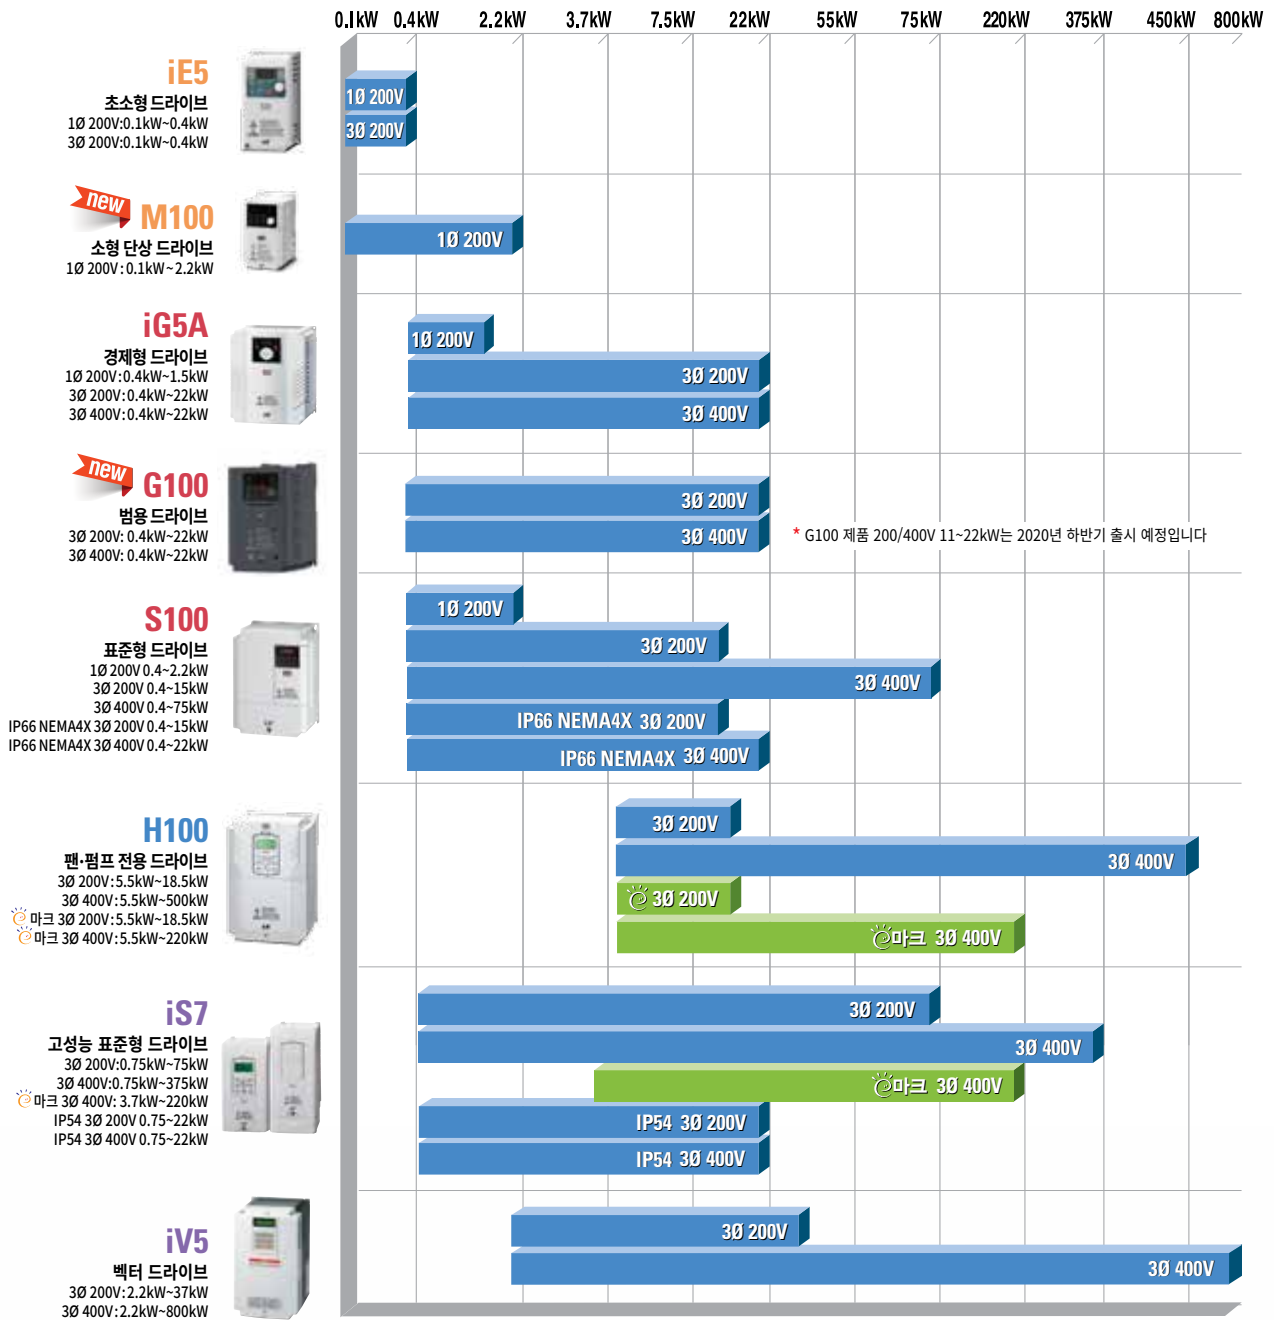 0.1kW 0.4kW 2.2kW 3.7kW 7.5kW 22kW 55kW 75kW 220kW 375kW 450kW 800kW
iE5
초소형 드라이브
1Ø 200V:0.1kW~0.4kW
3Ø 200V:0.1kW~0.4kW
1Ø 200V
3Ø 200V
new
M100
소형 단상 드라이브
1Ø 200V : 0.1kW ~ 2.2kW
1Ø 200V
iG5A
경제형 드라이브
1Ø 200V:0.4kW~1.5kW
3Ø 200V:0.4kW~22kW
3Ø 400V:0.4kW~22kW
1Ø 200V
3Ø 200V
3Ø 400V
new
G100
범용 드라이브
3Ø 200V: 0.4kW~22kW
3Ø 400V: 0.4kW~22kW
3Ø 200V
3Ø 400V
* G100 제품 200/400V 11~22kW는 2020년 하반기 출시 예정입니다
S100
표준형 드라이브
1Ø 200V 0.4~2.2kW
3Ø 200V 0.4~15kW
3Ø 400V 0.4~75kW
IP66 NEMA4X 3Ø 200V 0.4~15kW
IP66 NEMA4X 3Ø 400V 0.4~22kW
1Ø 200V
3Ø 200V
3Ø 400V
IP66 NEMA4X 3Ø 200V
IP66 NEMA4X 3Ø 400V
H100
팬·펌프 전용 드라이브
3Ø 200V:5.5kW~18.5kW
3Ø 400V:5.5kW~500kW
마크 3Ø 200V:5.5kW~18.5kW
마크 3Ø 400V:5.5kW~220kW
3Ø 200V
3Ø 400V
3Ø 200V
마크 3Ø 400V
iS7
고성능 표준형 드라이브
3Ø 200V:0.75kW~75kW
3Ø 400V:0.75kW~375kW
마크 3Ø 400V: 3.7kW~220kW
IP54 3Ø 200V 0.75~22kW
IP54 3Ø 400V 0.75~22kW
3Ø 200V
3Ø 400V
마크 3Ø 400V
IP54 3Ø 200V
IP54 3Ø 400V
iV5
벡터 드라이브
3Ø 200V:2.2kW~37kW
3Ø 400V:2.2kW~800kW
3Ø 200V
3Ø 400V